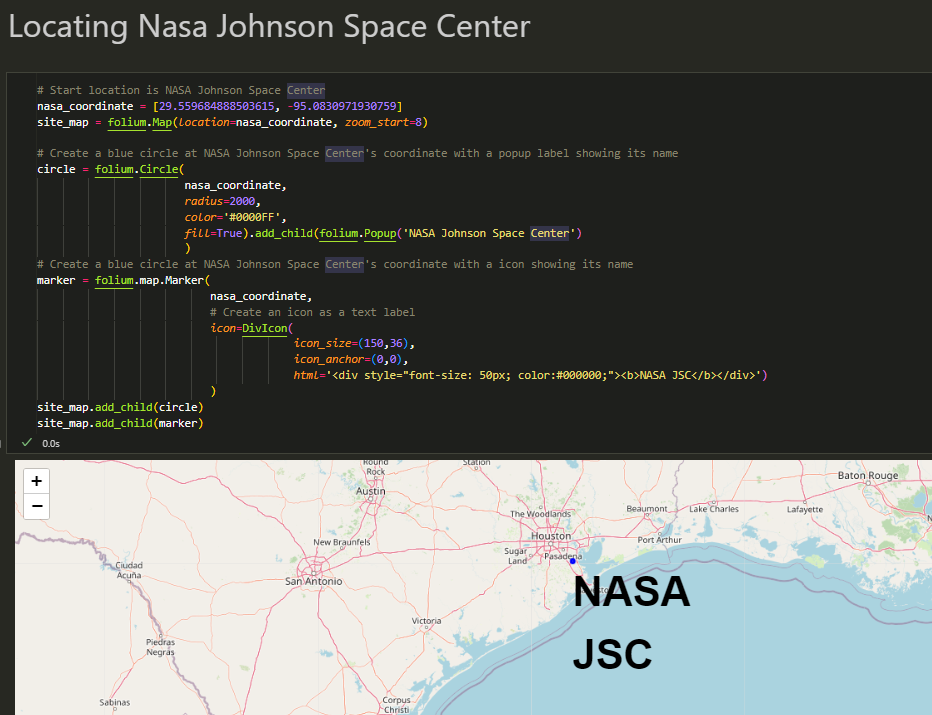 Locating Nasa Johnson Space Center
# Start location is NASA Johnson Space Center
nasa_coordinate = [29.559684888503615, -95.0830971930759]
site_map = folium.Map(location=nasa_coordinate, zoom_start=8)
# Create a blue circle at NASA Johnson Space Center's coordinate with a popup label showing its name
circle = folium.Circle(
nasa_coordinate,
radius=2000,
color='#0000FF',
fill=True).add_child(folium.Popup('NASA Johnson Space Center')
)
# Create a blue circle at NASA Johnson Space Center's coordinate with a icon showing its name
marker = folium.map.Marker(
nasa_coordinate,
# Create an icon as a text label
icon=DivIcon(
icon_size=(150,36),
icon_anchor=(0,0),
html='<div style="font-size: 50px; color:#000000;"><b>NASA JSC</b></div>')
)
site_map.add_child(circle)
site_map.add_child(marker)
0.0s
+
−
Round
Rock
Station
Austin
Baton Rouge
The Woodlands
Beaumont
Lake Charles
Lafayette
New Braunfels
Houston
Port Arthur
Sugar
Land
Pasadena
Ciudad
Acuña
San Antonio
NASA
JSC
Victoria
Piedras
Negras
Sabinas
Corpus
Christi